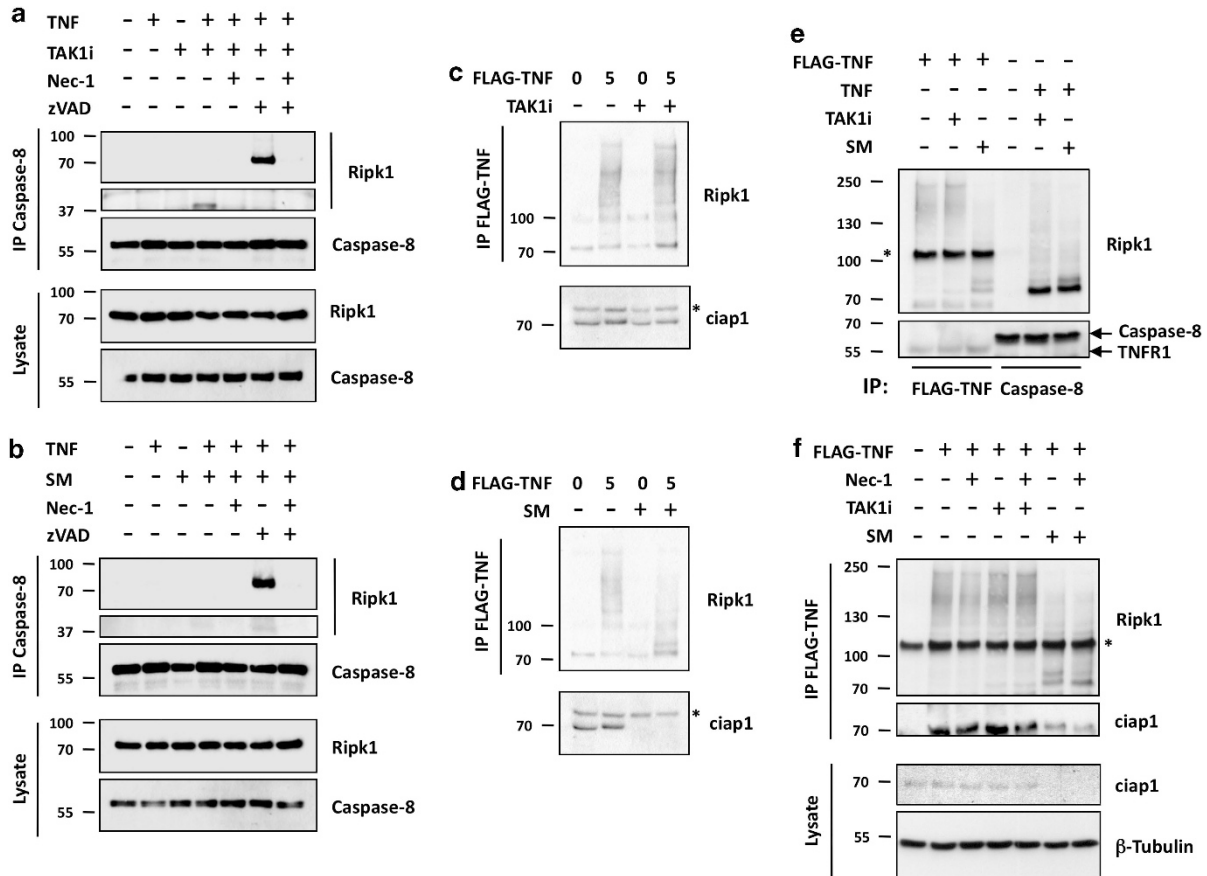 a
TNF - + - + + + +
TAK1i - - + + + + +
Nec-1 - - - - + - +
zVAD - - - - - + +
IP Caspase-8
100
70
37
Ripk1
55
Caspase-8
Lysate
100
70
Ripk1
55
Caspase-8
b
TNF - + - + + + +
SM - - + + + + +
Nec-1 - - - - + - +
zVAD - - - - - + +
IP Caspase-8
100
70
37
Ripk1
55
Caspase-8
Lysate
100
70
Ripk1
55
Caspase-8
c
FLAG-TNF 0 5 0 5
TAK1i - - + +
IP FLAG-TNF
100
70
Ripk1
70
*
ciap1
d
FLAG-TNF 0 5 0 5
SM - - + +
IP FLAG-TNF
100
70
Ripk1
70
*
ciap1
e
FLAG-TNF + + + - - -
TNF - - - - + +
TAK1i - + - - + -
SM - - + - - +
250
130
*
100
70
Ripk1
70
55
Caspase-8
TNFR1
IP: FLAG-TNF Caspase-8
f
FLAG-TNF - + + + + + +
Nec-1 - - + - + - +
TAK1i - - - + + - -
SM - - - - - + +
IP FLAG-TNF
250
130
100
70
Ripk1
*
70
ciap1
Lysate
70
ciap1
55
β-Tubulin